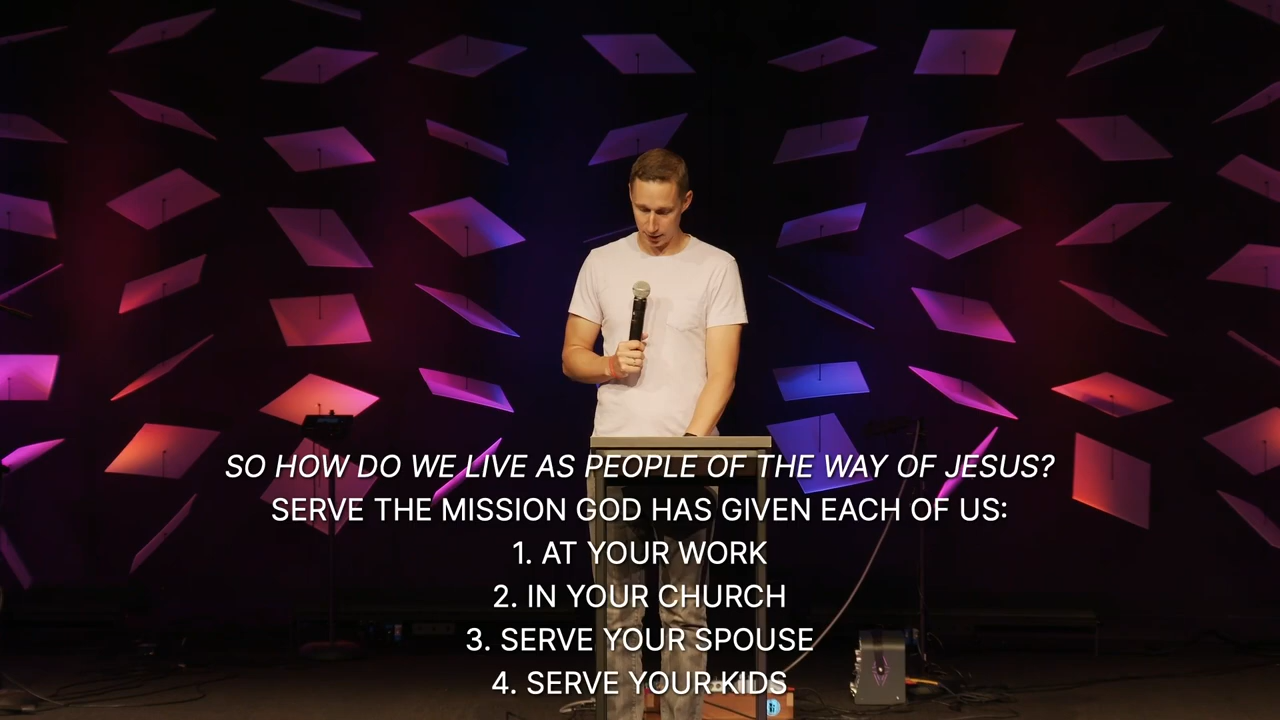 SO HOW DO WE LIVE AS PEOPLE OF THE WAY OF JESUS?
SERVE THE MISSION GOD HAS GIVEN EACH OF US:
1. AT YOUR WORK
2. IN YOUR CHURCH
3. SERVE YOUR SPOUSE
4. SERVE YOUR KIDS